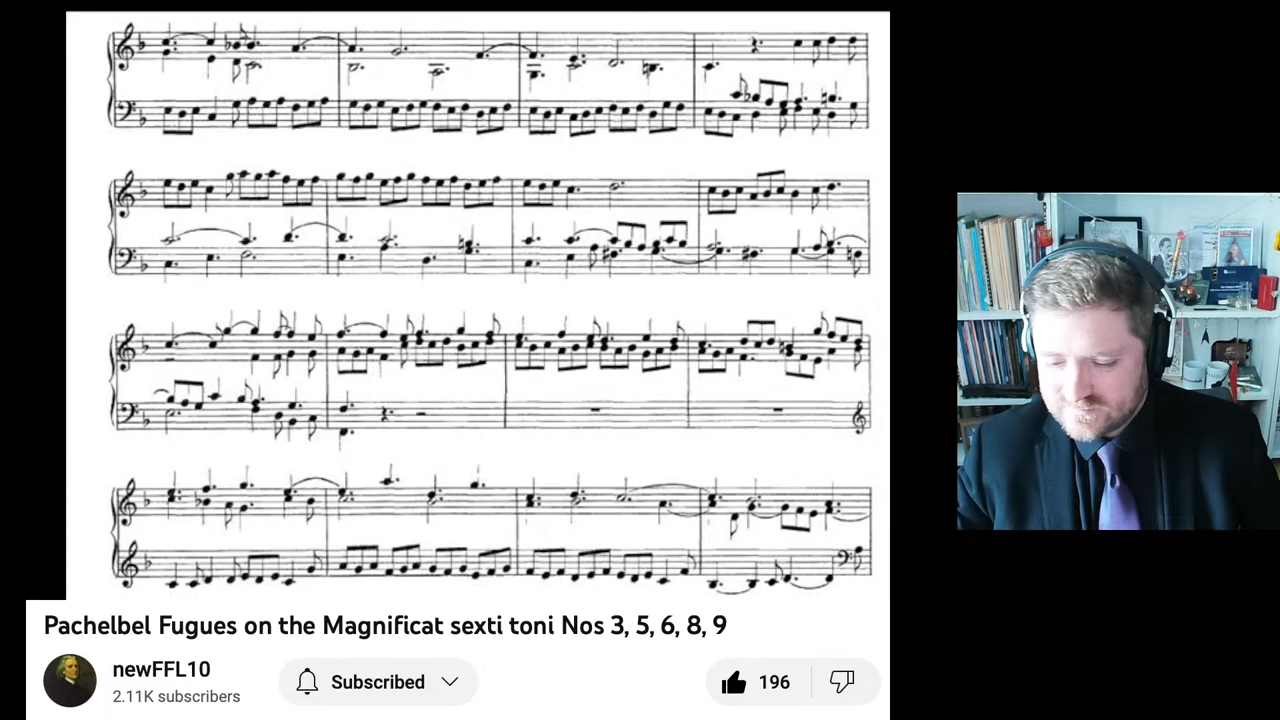 Pachelbel Fugues on the Magnificat sexti toni Nos 3, 5, 6, 8, 9
newFFL10
2.11K subscribers
Subscribed
196